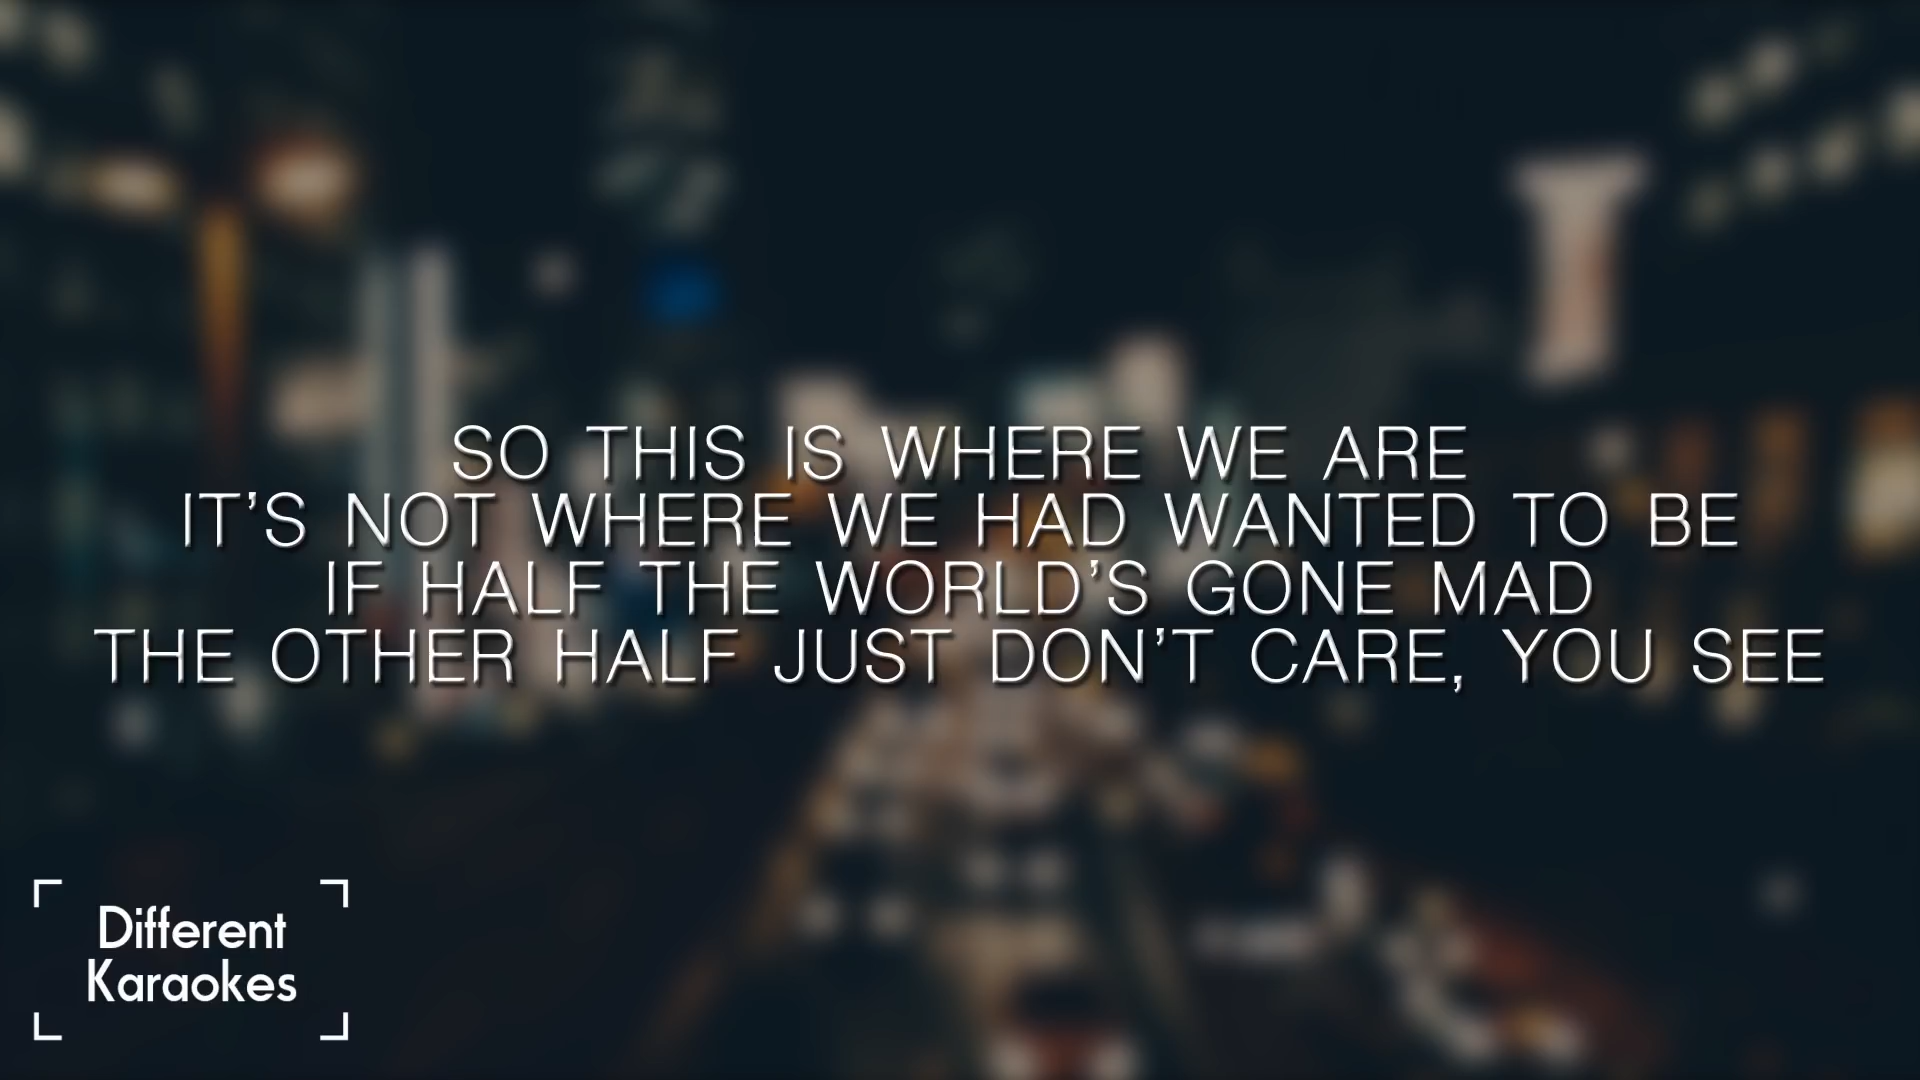 SO THIS IS WHERE WE ARE
IT’S NOT WHERE WE HAD WANTED TO BE
IF HALF THE WORLD’S GONE MAD
THE OTHER HALF JUST DON’T CARE, YOU SEE
Different
Karaokes